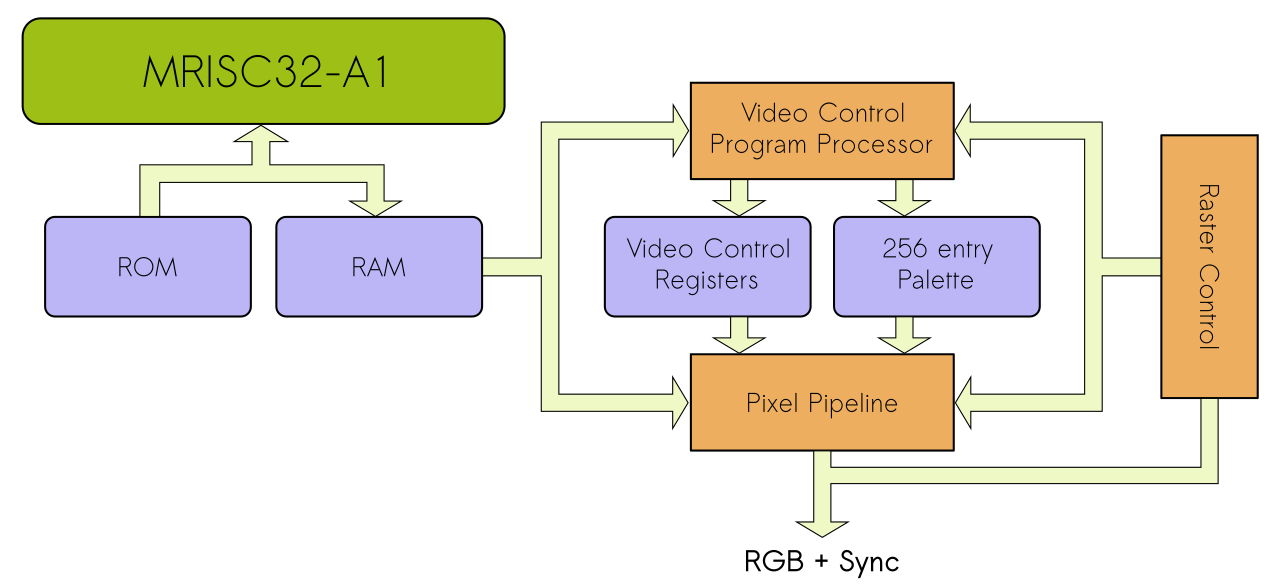 MRISC32-A1
Video Control
Program Processor
ROM
RAM
Video Control
Registers
256 entry
Palette
Raster Control
Pixel Pipeline
RGB + Sync